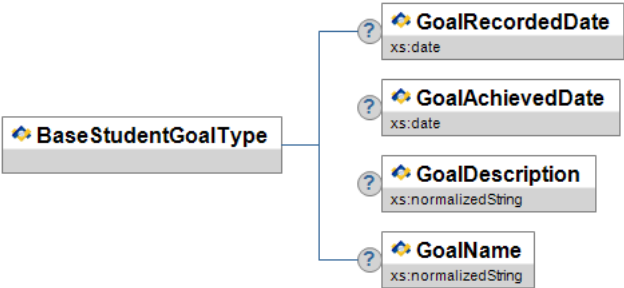 GoalRecordedDate
xs:date
GoalAchievedDate
xs:date
BaseStudentGoalType
GoalDescription
xs:normalizedString
GoalName
xs:normalizedString
?
?
?
?